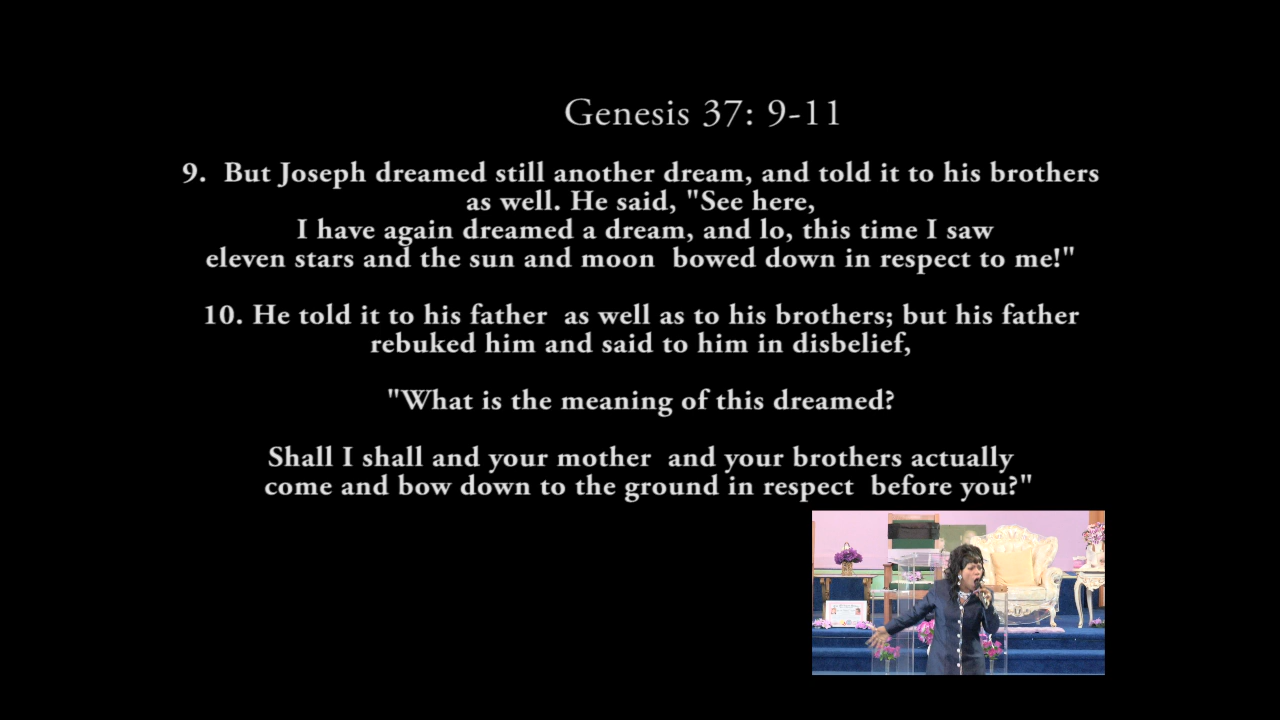 Genesis 37: 9-11
9.  But Joseph dreamed still another dream, and told it to his brothers
as well. He said, "See here,
I have again dreamed a dream, and lo, this time I saw
eleven stars and the sun and moon  bowed down in respect to me!"
10. He told it to his father  as well as to his brothers; but his father
rebuked him and said to him in disbelief,
"What is the meaning of this dreamed?
Shall I shall and your mother  and your brothers actually
come and bow down to the ground in respect  before you?"